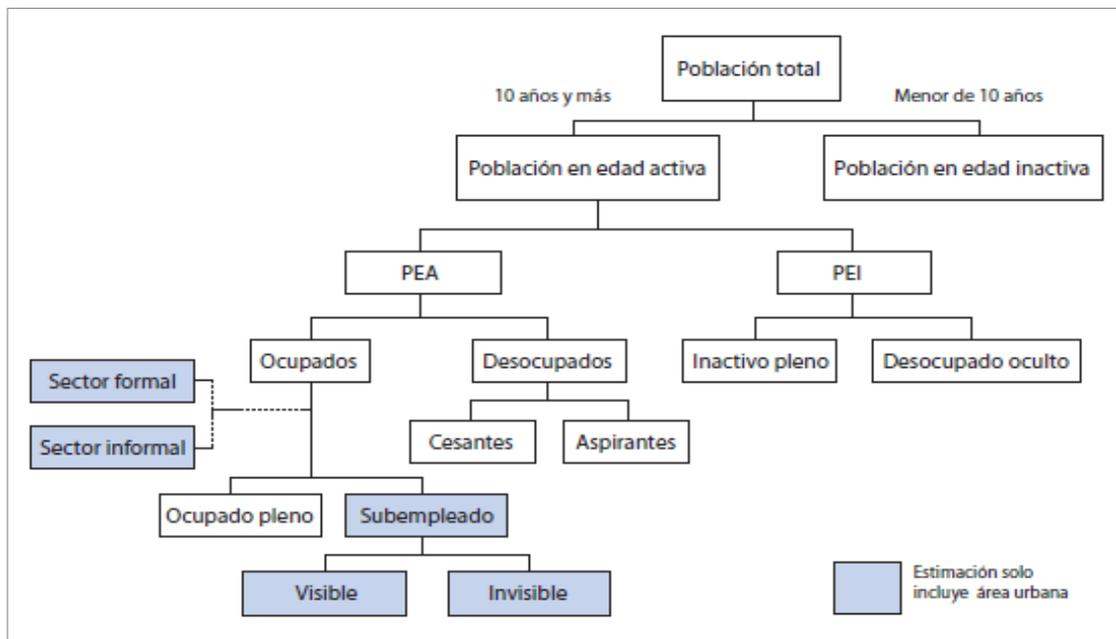 Población total
10 años y más
Menor de 10 años
Población en edad activa
Población en edad inactiva
PEA
PEI
Ocupados
Desocupados
Inactivo pleno
Desocupado oculto
Sector formal
Sector informal
Cesantes
Aspirantes
Ocupado pleno
Subempleado
Visible
Invisible
Estimación solo
incluye área urbana